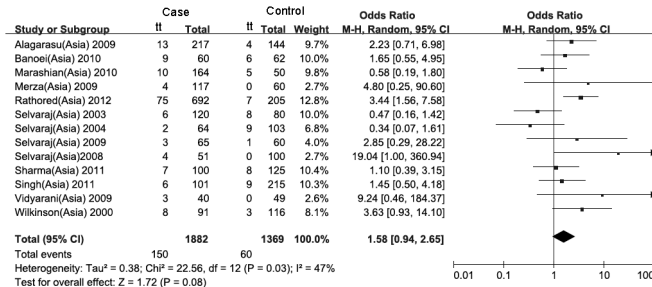 Case Control Odds Ratio Odds Ratio
Study or Subgroup tt Total tt Total Weight M-H, Random, 95% CI M-H, Random, 95% CI
Alagarasu(Asia) 2009 13 217 4 144 9.7% 2.23 [0.71, 6.98]
Banoei(Asia) 2010 9 60 6 62 10.0% 1.65 [0.55, 4.95]
Marashian(Asia) 2010 10 164 5 50 10.0% 0.58 [0.19, 1.80]
Merza(Asia) 2009 4 117 0 60 2.7% 4.80 [0.25, 90.60]
Rathored(Asia) 2012 75 692 7 205 14.0% 3.44 [1.56, 7.58]
Selvaraj(Asia) 2003 6 120 8 80 10.3% 0.47 [0.16, 1.42]
Selvaraj(Asia) 2004 2 64 9 103 6.9% 0.34 [0.07, 1.61]
Selvaraj(Asia) 2009 3 65 1 60 4.0% 2.85 [0.29, 28.22]
Selvaraj(Asia)2008 4 51 0 100 2.7% 19.04 [1.00, 360.94]
Sharma(Asia) 2011 7 100 8 125 10.7% 1.10 [0.39, 3.15]
Singh(Asia) 2011 6 101 9 215 10.4% 1.45 [0.50, 4.18]
Vidyarani(Asia) 2009 3 40 0 49 2.6% 9.24 [0.46, 184.37]
Wilkinson(Asia) 2000 8 91 3 116 8.1% 3.63 [0.93, 14.10]
Total (95% CI) 1882 1369 100.0% 1.58 [0.94, 2.65]
Total events 150 60
Heterogeneity: Tau² = 0.38; Chi² = 22.56, df = 12 (P = 0.03); I² = 47%
Test for overall effect: Z = 1.72 (P = 0.08)
0.01 0.1 1 10 100